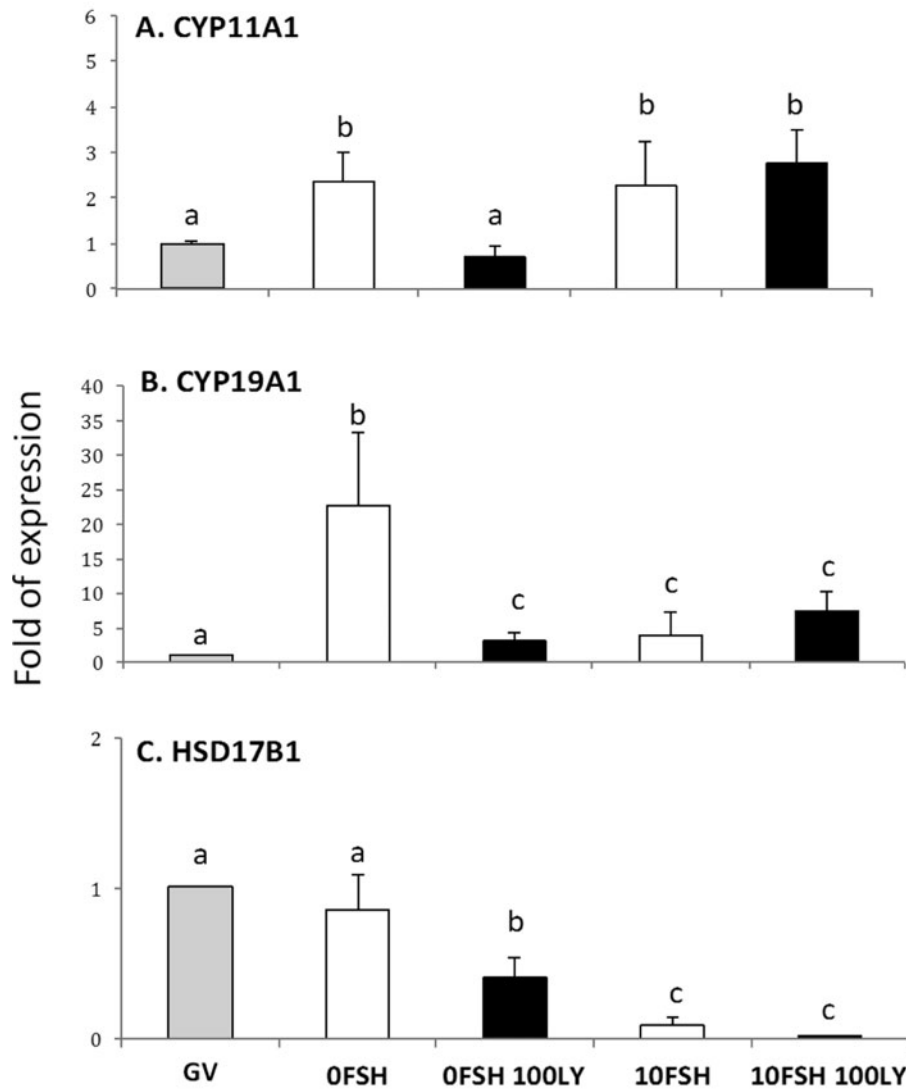 Fold of expression
A. CYP11A1
6
5
4
3
2
1
0
a
b
a
b
b
B. CYP19A1
40
35
30
25
20
15
10
5
0
a
b
c
c
c
C. HSD17B1
2
1
0
a
a
b
c
c
GV 0FSH 0FSH 100LY 10FSH 10FSH 100LY